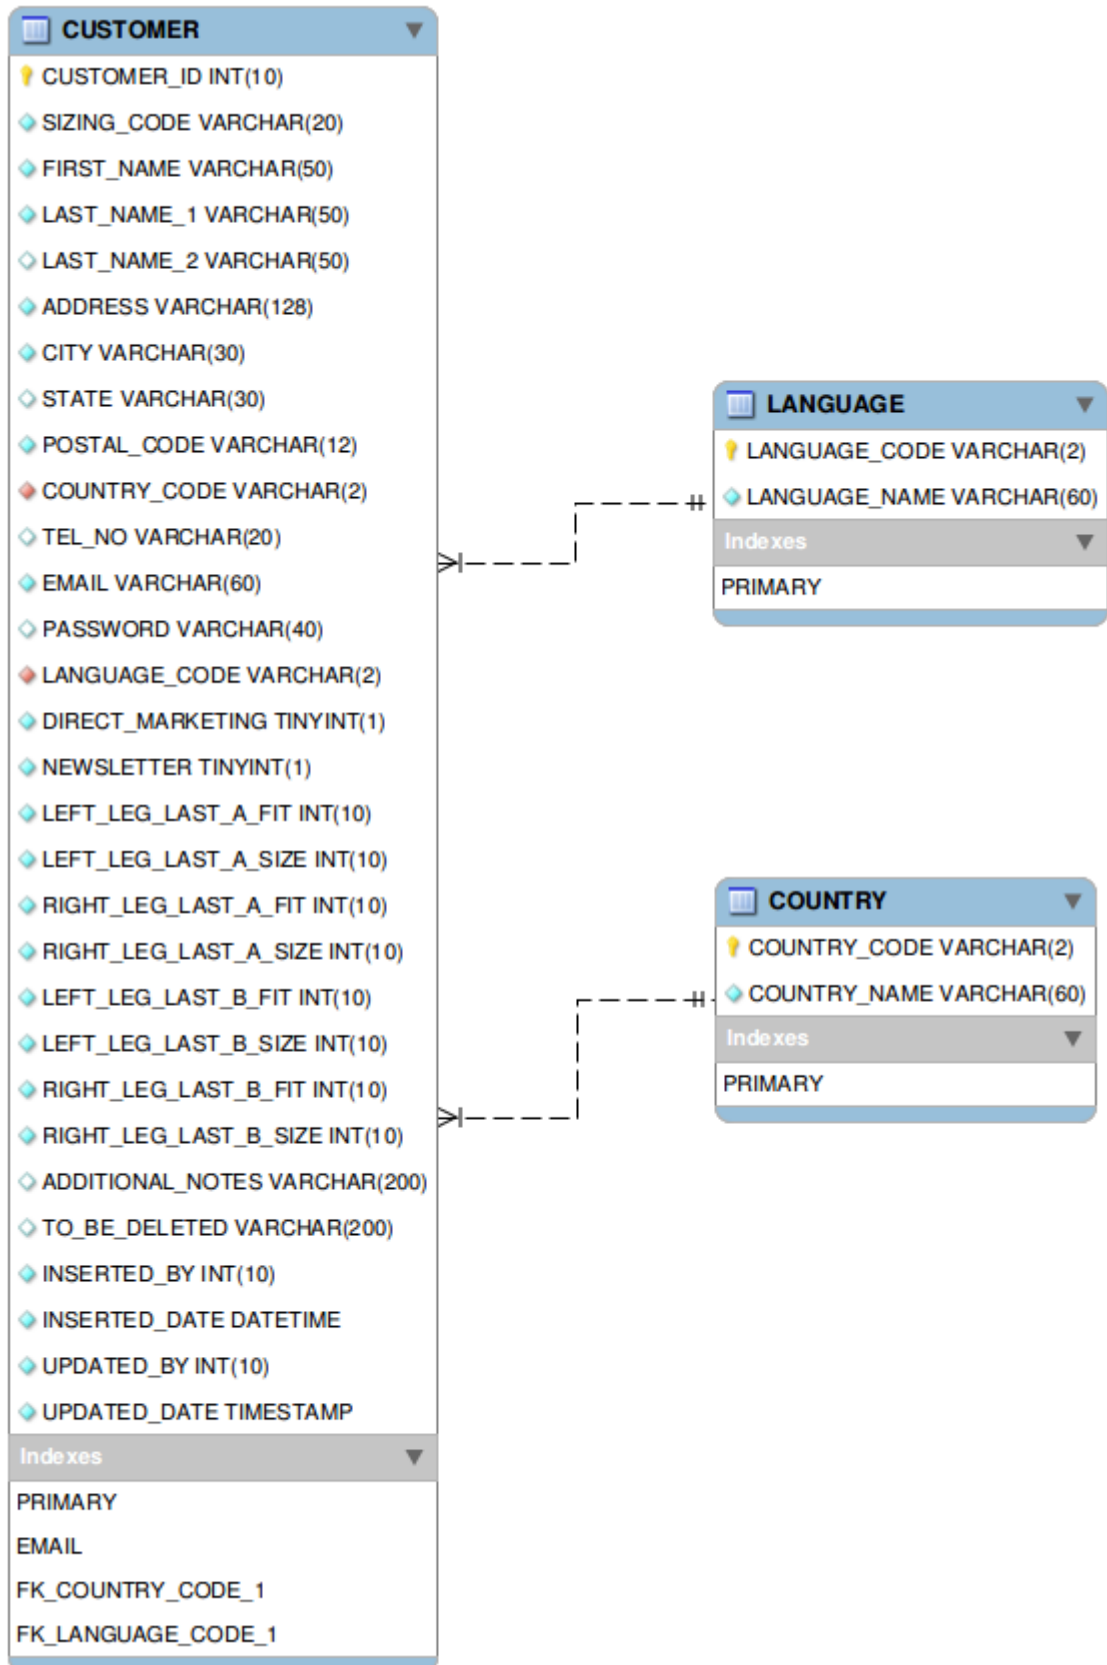 CUSTOMER
CUSTOMER_ID INT(10)
SIZING_CODE VARCHAR(20)
FIRST_NAME VARCHAR(50)
LAST_NAME_1 VARCHAR(50)
LAST_NAME_2 VARCHAR(50)
ADDRESS VARCHAR(128)
CITY VARCHAR(30)
STATE VARCHAR(30)
POSTAL_CODE VARCHAR(12)
COUNTRY_CODE VARCHAR(2)
TEL_NO VARCHAR(20)
EMAIL VARCHAR(60)
PASSWORD VARCHAR(40)
LANGUAGE_CODE VARCHAR(2)
DIRECT_MARKETING TINYINT(1)
NEWSLETTER TINYINT(1)
LEFT_LEG_LAST_A_FIT INT(10)
LEFT_LEG_LAST_A_SIZE INT(10)
RIGHT_LEG_LAST_A_FIT INT(10)
RIGHT_LEG_LAST_A_SIZE INT(10)
LEFT_LEG_LAST_B_FIT INT(10)
LEFT_LEG_LAST_B_SIZE INT(10)
RIGHT_LEG_LAST_B_FIT INT(10)
RIGHT_LEG_LAST_B_SIZE INT(10)
ADDITIONAL_NOTES VARCHAR(200)
TO_BE_DELETED VARCHAR(200)
INSERTED_BY INT(10)
INSERTED_DATE DATETIME
UPDATED_BY INT(10)
UPDATED_DATE TIMESTAMP
Indexes
PRIMARY
EMAIL
FK_COUNTRY_CODE_1
FK_LANGUAGE_CODE_1
LANGUAGE
LANGUAGE_CODE VARCHAR(2)
LANGUAGE_NAME VARCHAR(60)
Indexes
PRIMARY
COUNTRY
COUNTRY_CODE VARCHAR(2)
COUNTRY_NAME VARCHAR(60)
Indexes
PRIMARY